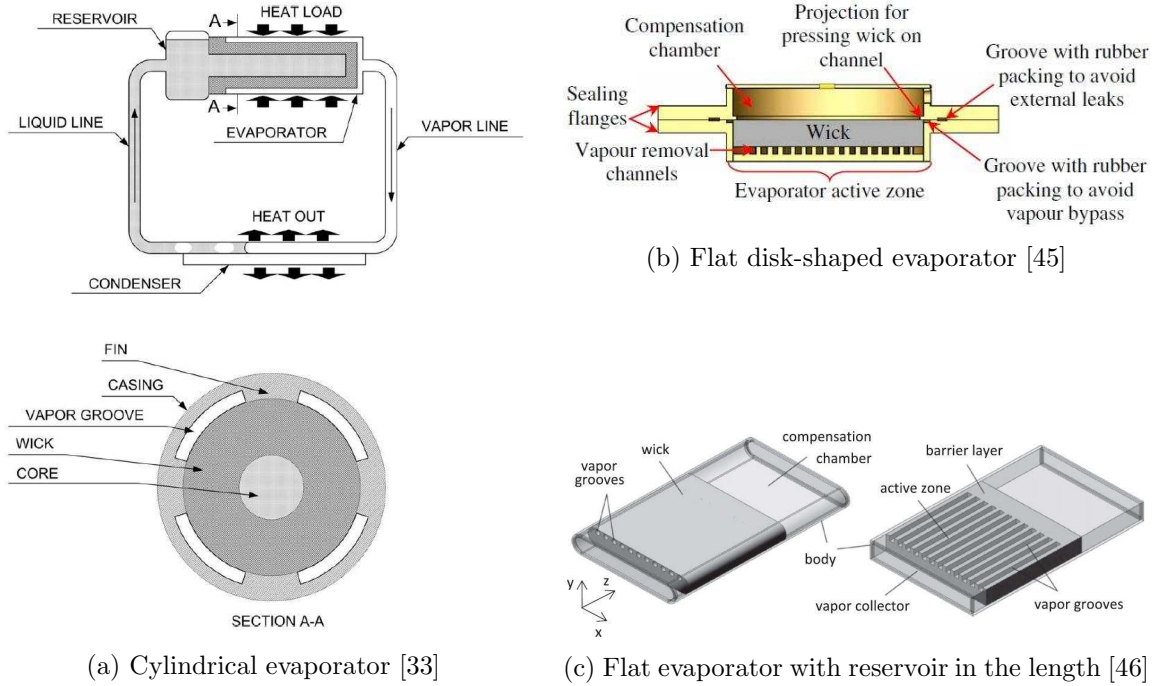 RESERVOIR
A
HEAT LOAD
A
EVAPORATOR
LIQUID LINE
VAPOR LINE
HEAT OUT
CONDENSER
FIN
CASING
VAPOR GROOVE
WICK
CORE
SECTION A-A
(a) Cylindrical evaporator [33]
Compensation
chamber
Projection for
pressing wick on
channel
Groove with rubber
packing to avoid
external leaks
Sealing
flanges
Wick
Vapour removal
channels
Evaporator active zone
Groove with rubber
packing to avoid
vapour bypass
(b) Flat disk-shaped evaporator [45]
wick
compensation
chamber
vapor
grooves
body
y
z
x
barrier layer
active zone
vapor collector
vapor grooves
(c) Flat evaporator with reservoir in the length [46]